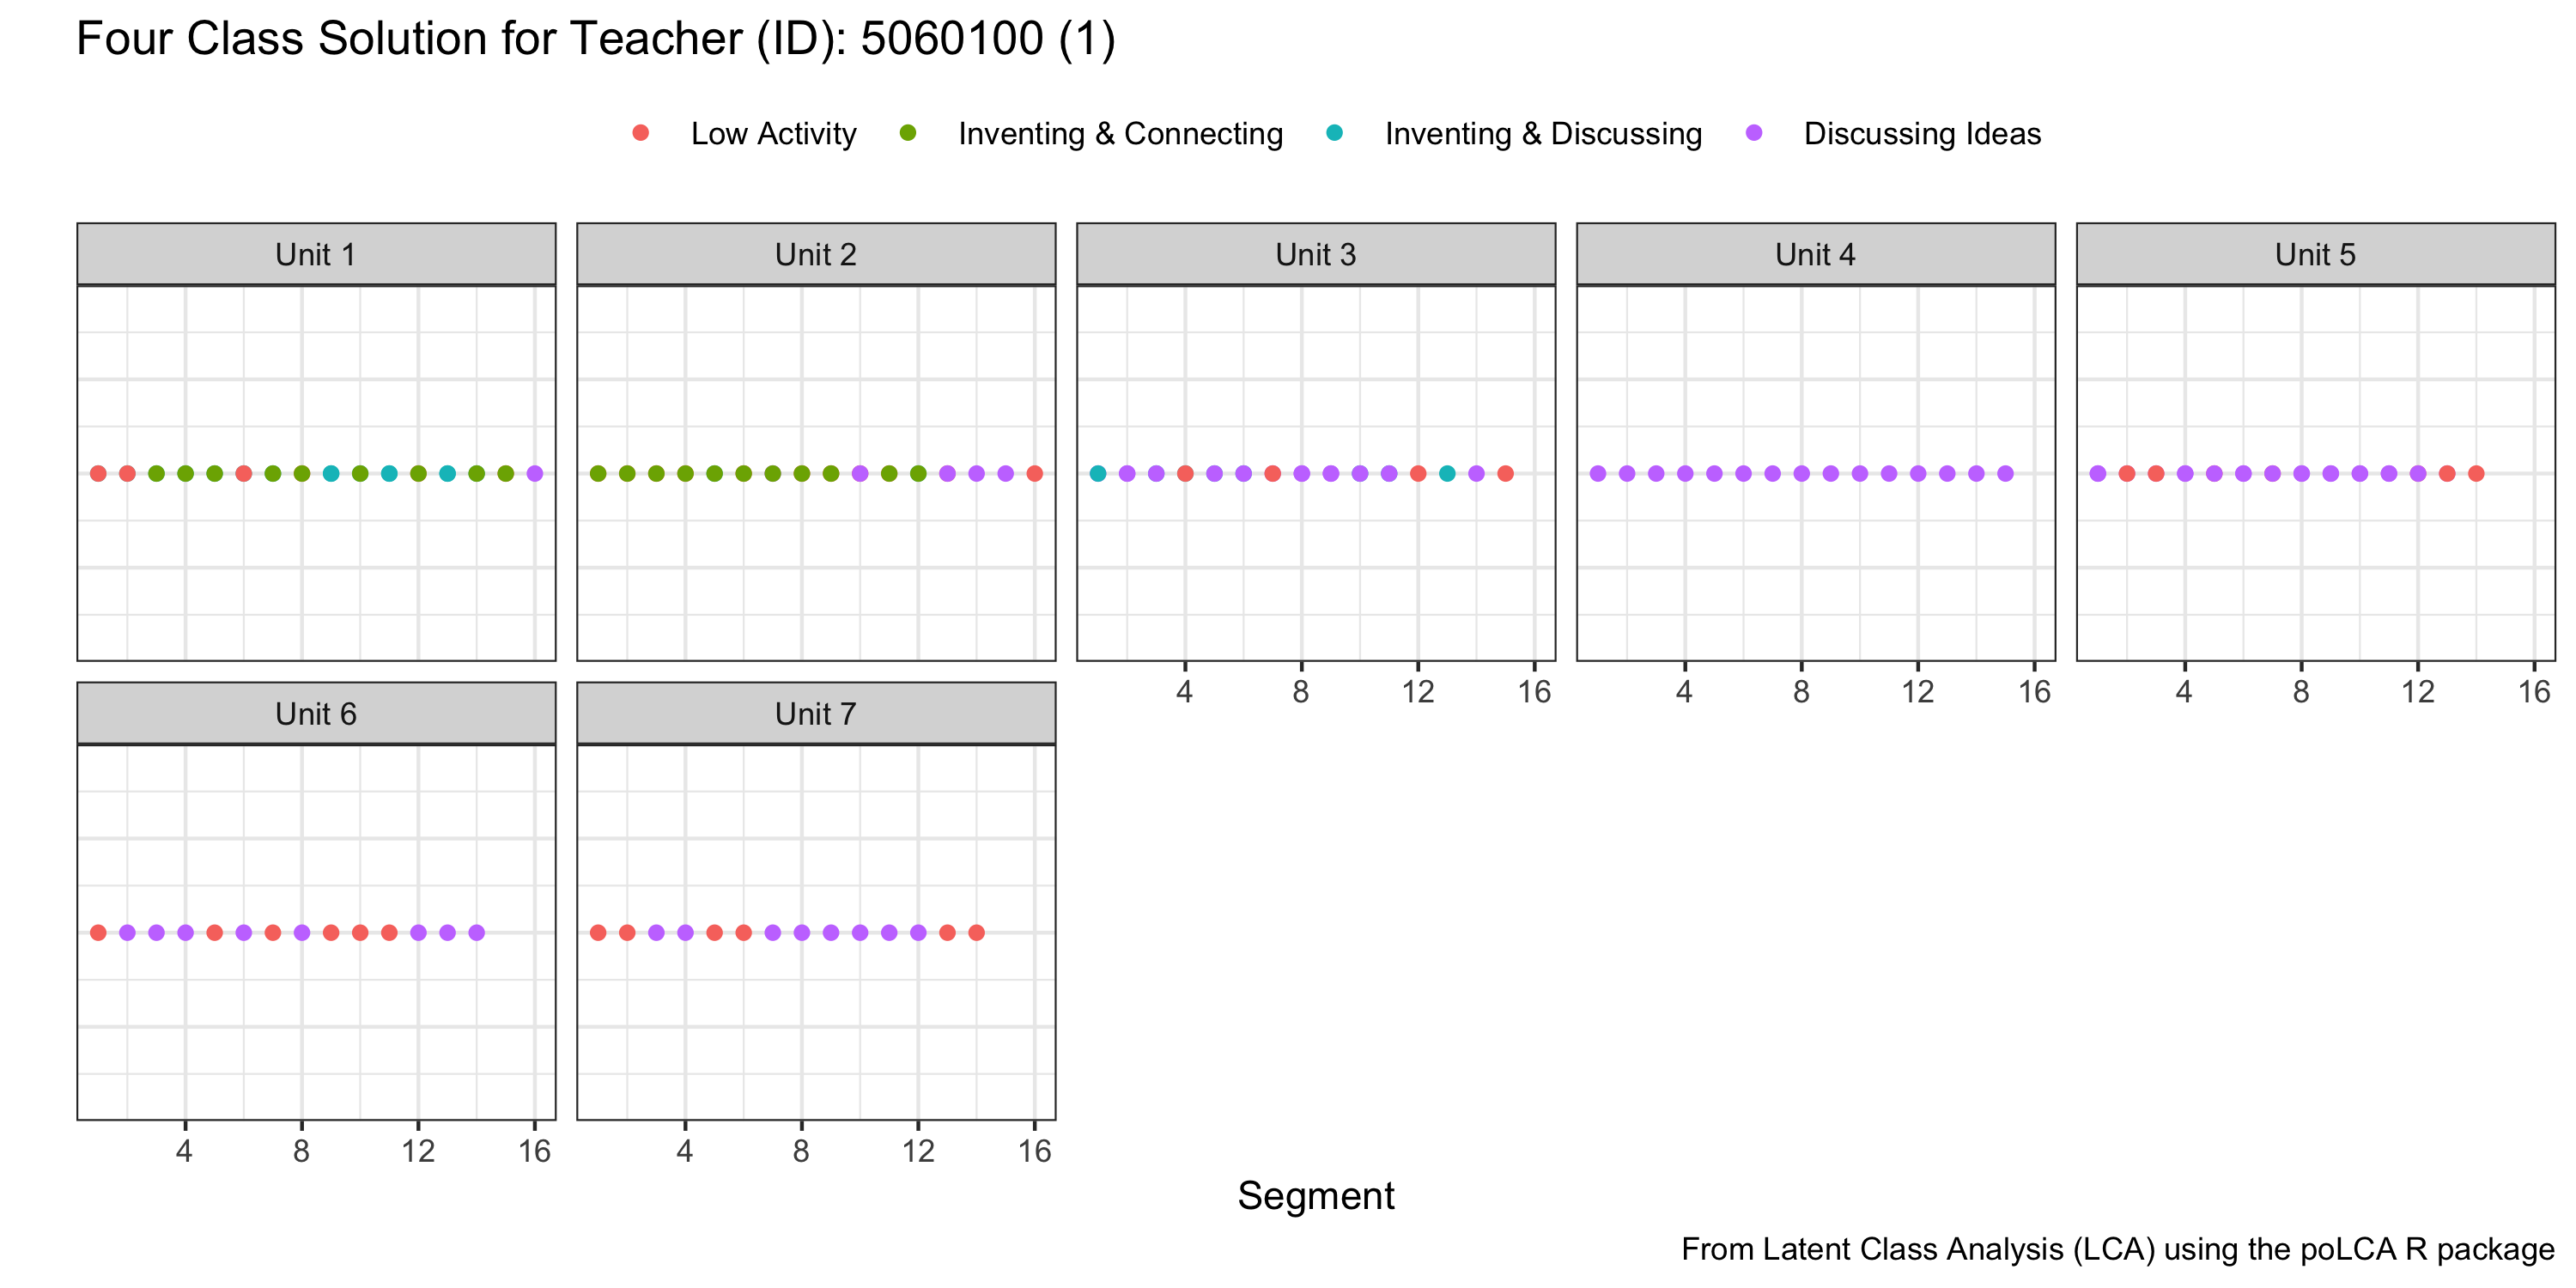 Four Class Solution for Teacher (ID): 5060100 (1)
Low Activity Inventing & Connecting Inventing & Discussing Discussing Ideas
Unit 1 Unit 2 Unit 3 Unit 4 Unit 5
4 8 12 16 4 8 12 16 4 8 12 16
Unit 6 Unit 7
4 8 12 16 4 8 12 16
Segment
From Latent Class Analysis (LCA) using the poLCA R package